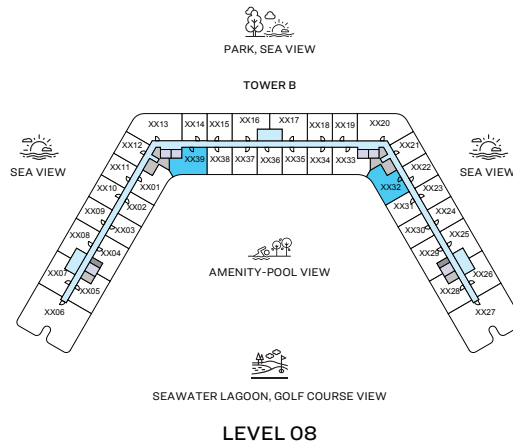 PARK, SEA VIEW
TOWER B
SEA VIEW
SEA VIEW
XX13
XX14
XX15
XX16
XX17
XX18
XX19
XX20
XX12
XX39
XX38
XX37
XX36
XX35
XX34
XX33
XX21
XX11
XX01
XX32
XX22
XX10
XX02
XX31
XX23
XX09
XX03
XX30
XX24
XX08
XX04
XX29
XX25
XX07
XX05
XX28
XX26
XX06
XX27
AMENITY-POOL VIEW
SEAWATER LAGOON, GOLF COURSE VIEW
LEVEL 08